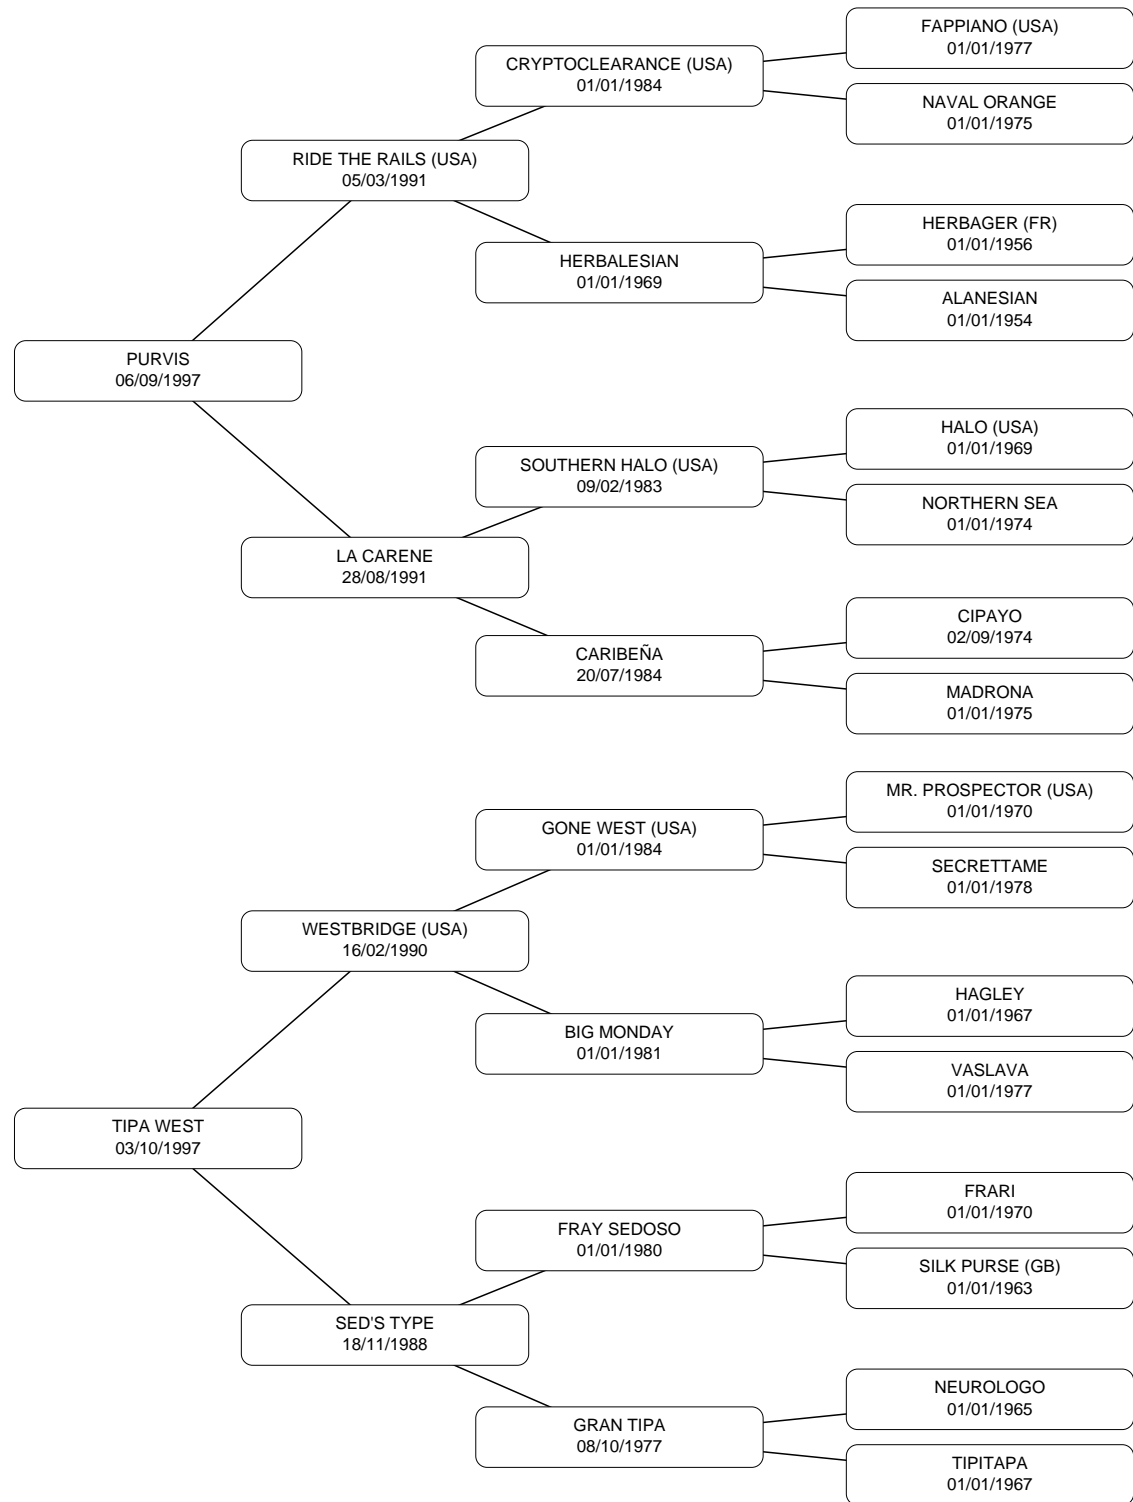 FAPPIANO (USA)
01/01/1977
CRYPTOCLEARANCE (USA)
01/01/1984
NAVAL ORANGE
01/01/1975
RIDE THE RAILS (USA)
05/03/1991
HERBAGER (FR)
01/01/1956
HERBALESIAN
01/01/1969
ALANESIAN
01/01/1954
PURVIS
06/09/1997
HALO (USA)
01/01/1969
SOUTHERN HALO (USA)
09/02/1983
NORTHERN SEA
01/01/1974
LA CARENE
28/08/1991
CIPAYO
02/09/1974
CARIBEÑA
20/07/1984
MADRONA
01/01/1975
MR. PROSPECTOR (USA)
01/01/1970
GONE WEST (USA)
01/01/1984
SECRETTAME
01/01/1978
WESTBRIDGE (USA)
16/02/1990
HAGLEY
01/01/1967
BIG MONDAY
01/01/1981
VASLAVA
01/01/1977
TIPA WEST
03/10/1997
FRARI
01/01/1970
FRAY SEDOSO
01/01/1980
SILK PURSE (GB)
01/01/1963
SED'S TYPE
18/11/1988
NEUROLOGO
01/01/1965
GRAN TIPA
08/10/1977
TIPITAPA
01/01/1967